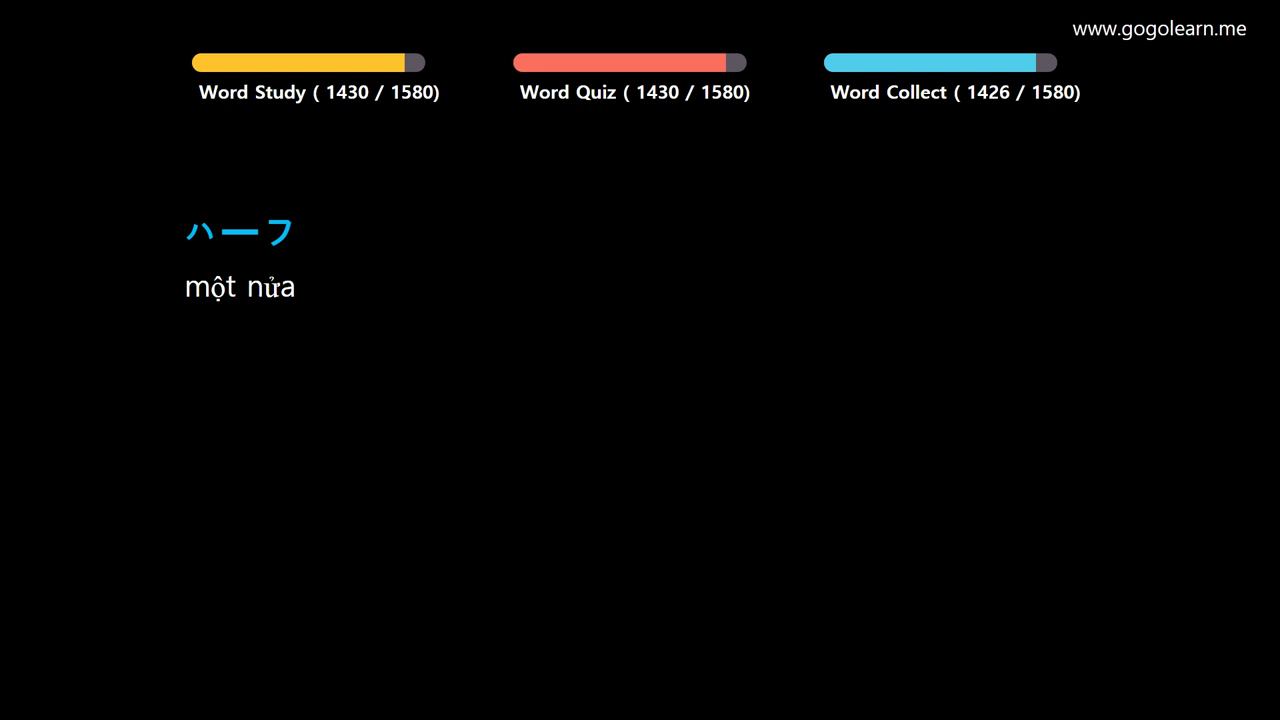 www.gogolearn.me
Word Study ( 1430 / 1580)
Word Quiz ( 1430 / 1580)
Word Collect ( 1426 / 1580)
ハーフ
một nửa